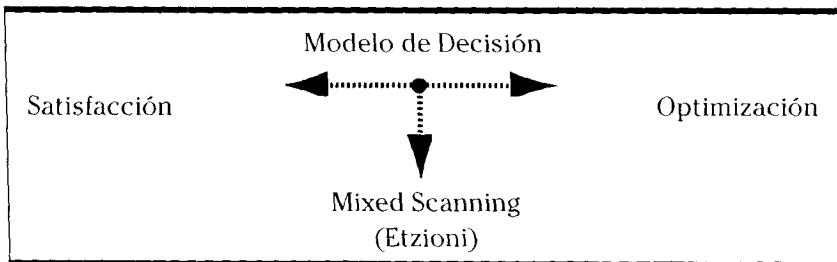 Modelo de Decisión
Satisfacción
Optimización
Mixed Scanning
(Etzioni)